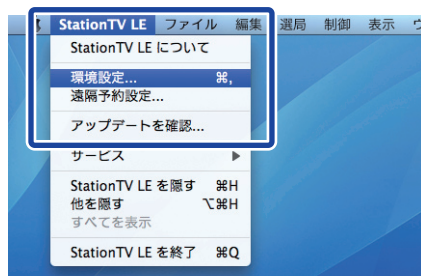 StationTV LE ファイル 編集 選局 制御 表示
StationTV LE について
環境設定... ⌘,
遠隔予約設定...
アップデートを確認...
サービス ▶
StationTV LE を隠す ⌘H
他を隠す ⌥⌘H
すべてを表示
StationTV LE を終了 ⌘Q